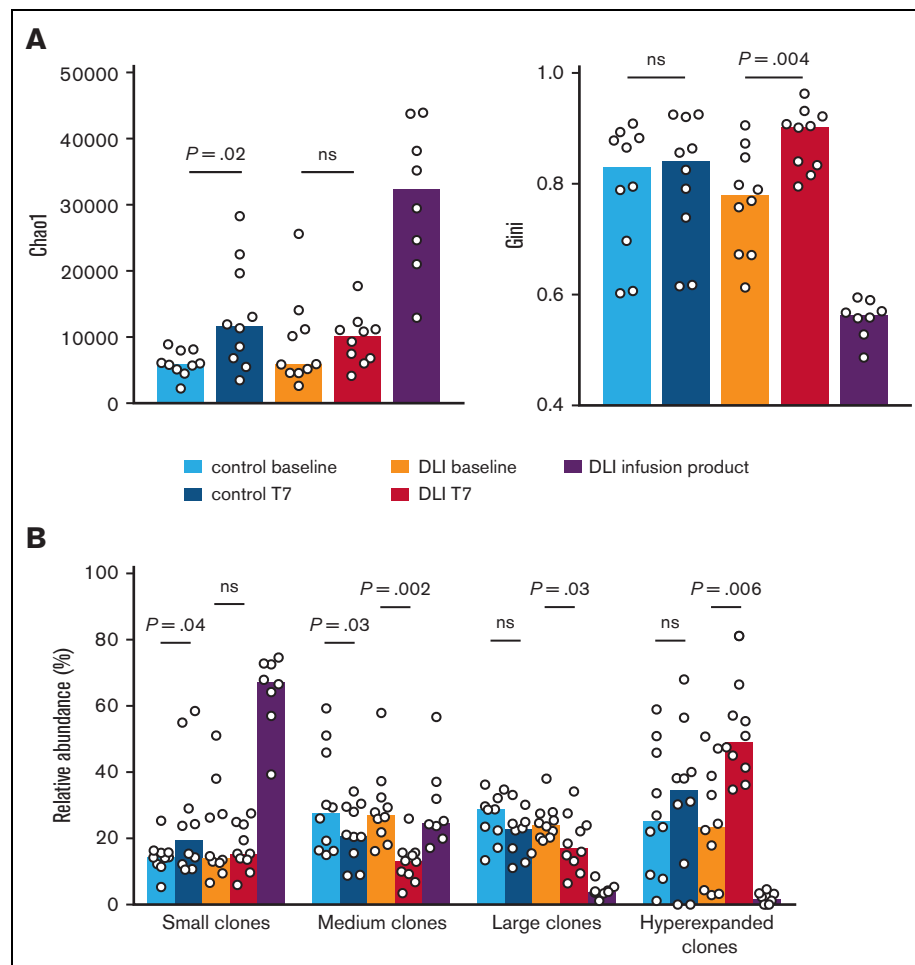 A
50000
40000
30000
20000
10000
0
Chao1
P = .02
ns
1.0
0.8
0.6
0.4
Gini
ns
P = .004
control baseline
DLI baseline
DLI infusion product
control T7
DLI T7
B
100
80
60
40
20
0
Relative abundance (%)
P = .04
ns
P = .03
P = .002
ns
P = .03
ns
P = .006
Small clones
Medium clones
Large clones
Hyperexpanded
clones